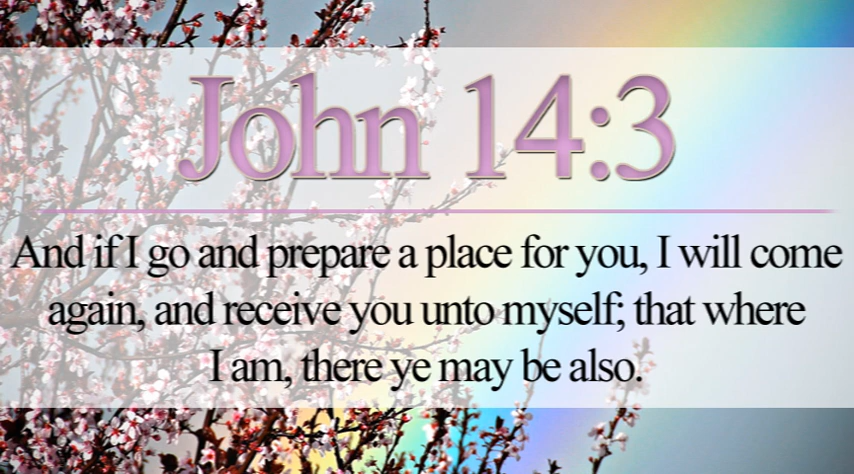 John 14:3
And if I go and prepare a place for you, I will come
again, and receive you unto myself; that where
I am, there ye may be also.